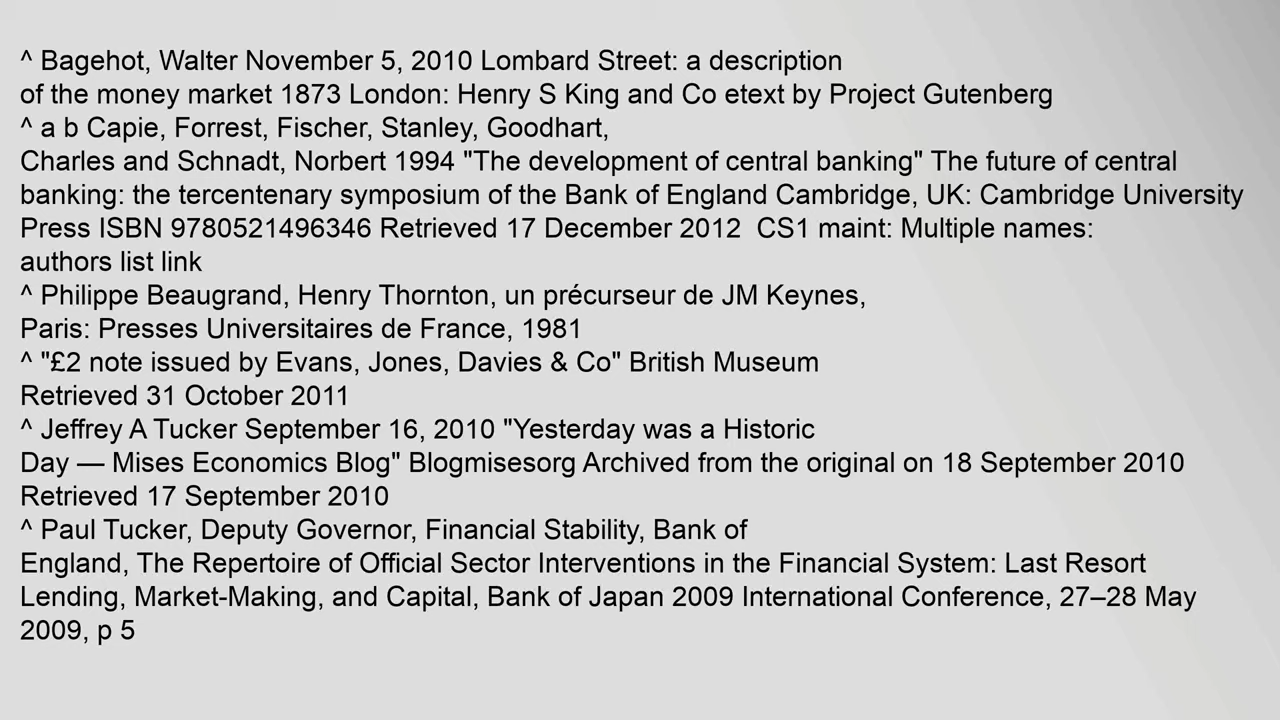 ^ Bagehot, Walter November 5, 2010 Lombard Street: a description
of the money market 1873 London: Henry S King and Co etext by Project Gutenberg
^ a b Capie, Forrest, Fischer, Stanley, Goodhart,
Charles and Schnadt, Norbert 1994 "The development of central banking" The future of central
banking: the tercentenary symposium of the Bank of England Cambridge, UK: Cambridge University
Press ISBN 9780521496346 Retrieved 17 December 2012  CS1 maint: Multiple names:
authors list link
^ Philippe Beaugrand, Henry Thornton, un précurseur de JM Keynes,
Paris: Presses Universitaires de France, 1981
^ "£2 note issued by Evans, Jones, Davies & Co" British Museum
Retrieved 31 October 2011
^ Jeffrey A Tucker September 16, 2010 "Yesterday was a Historic
Day — Mises Economics Blog" Blogmisesorg Archived from the original on 18 September 2010
Retrieved 17 September 2010
^ Paul Tucker, Deputy Governor, Financial Stability, Bank of
England, The Repertoire of Official Sector Interventions in the Financial System: Last Resort
Lending, Market-Making, and Capital, Bank of Japan 2009 International Conference, 27–28 May
2009, p 5